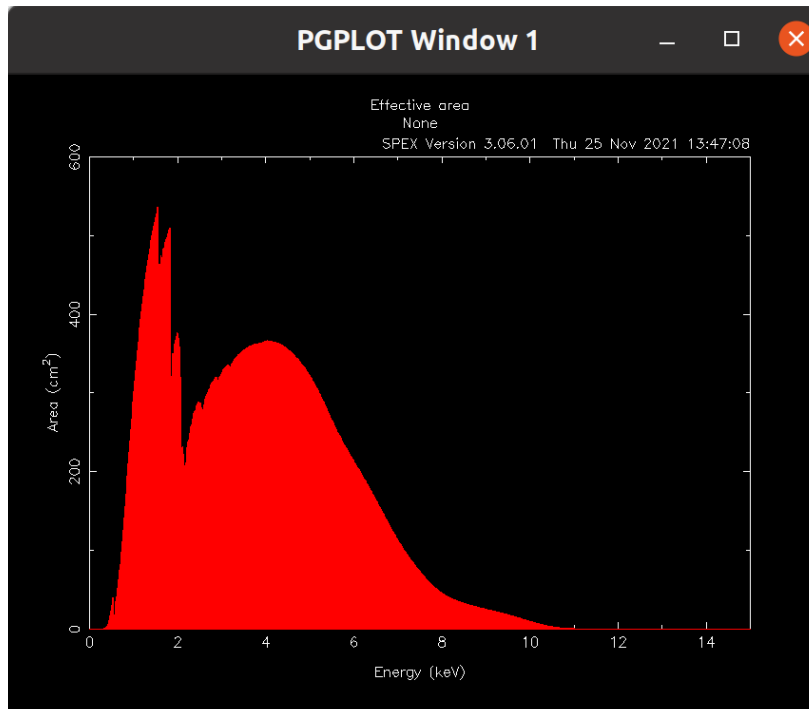 PGPLOT Window 1
Effective area
None
SPEX Version 3.06.01 Thu 25 Nov 2021 13:47:08
600
400
200
0
Area (cm²)
0 2 4 6 8 10 12 14
Energy (keV)